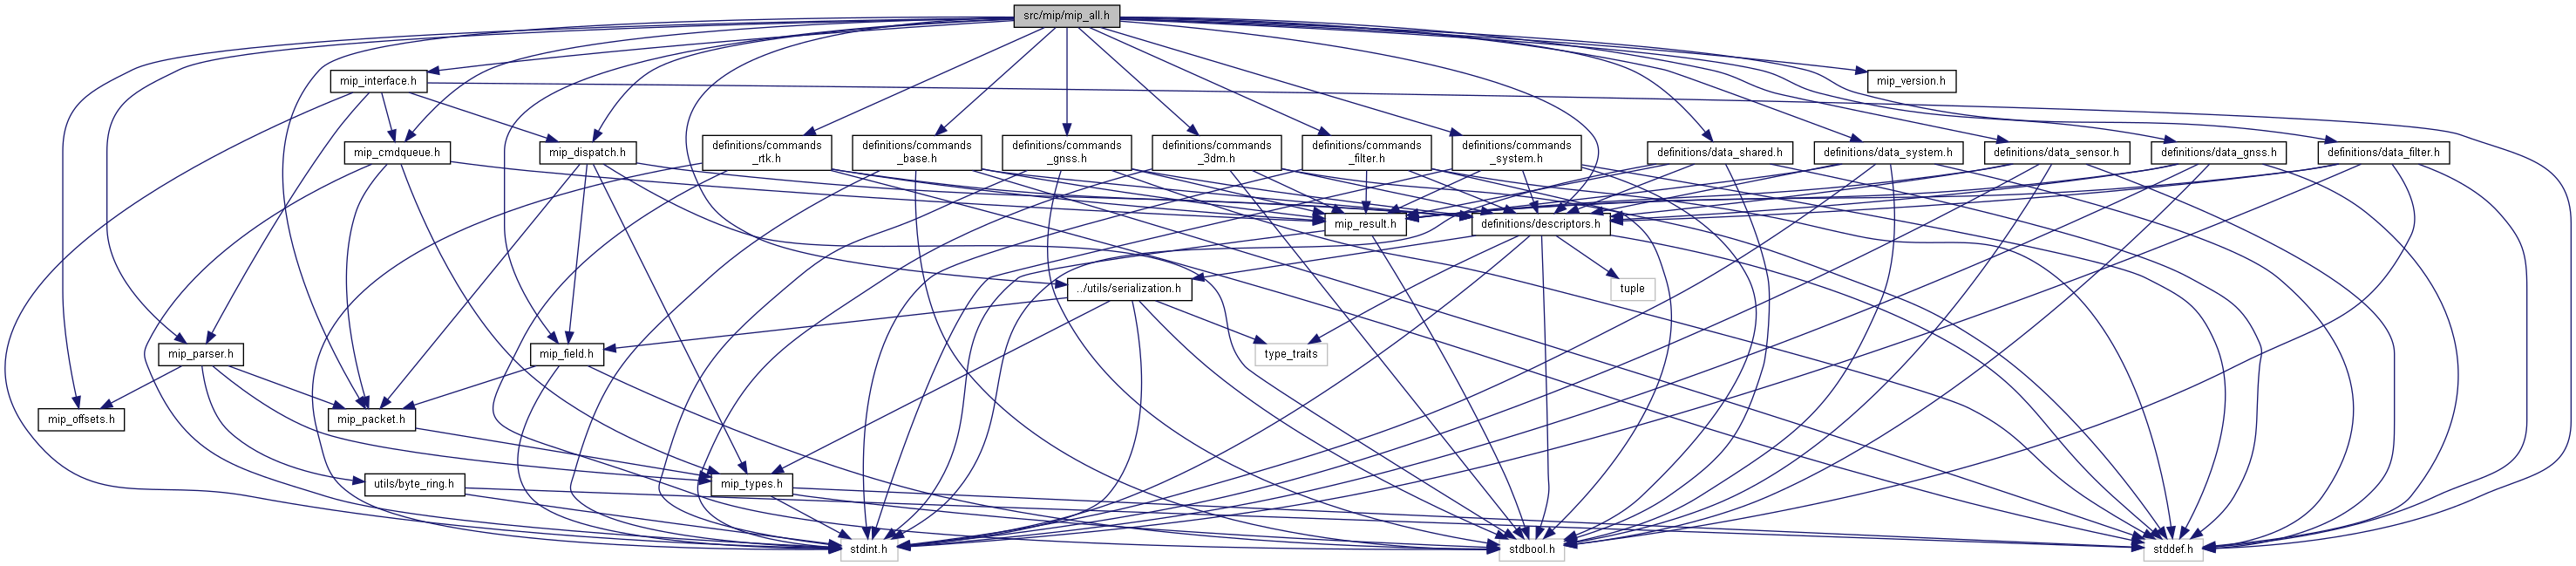 src/mip/mip_all.h
mip_interface.h
mip_version.h
mip_cmdqueue.h
mip_dispatch.h
definitions/commands
_rtk.h
definitions/commands
_base.h
definitions/commands
_gnss.h
definitions/commands
_3dm.h
definitions/commands
_filter.h
definitions/commands
_system.h
definitions/data_shared.h
definitions/data_system.h
definitions/data_sensor.h
definitions/data_gnss.h
definitions/data_filter.h
mip_result.h
definitions/descriptors.h
../utils/serialization.h
tuple
mip_parser.h
mip_field.h
type_traits
mip_offsets.h
mip_packet.h
utils/byte_ring.h
mip_types.h
stdint.h
stdbool.h
stddef.h